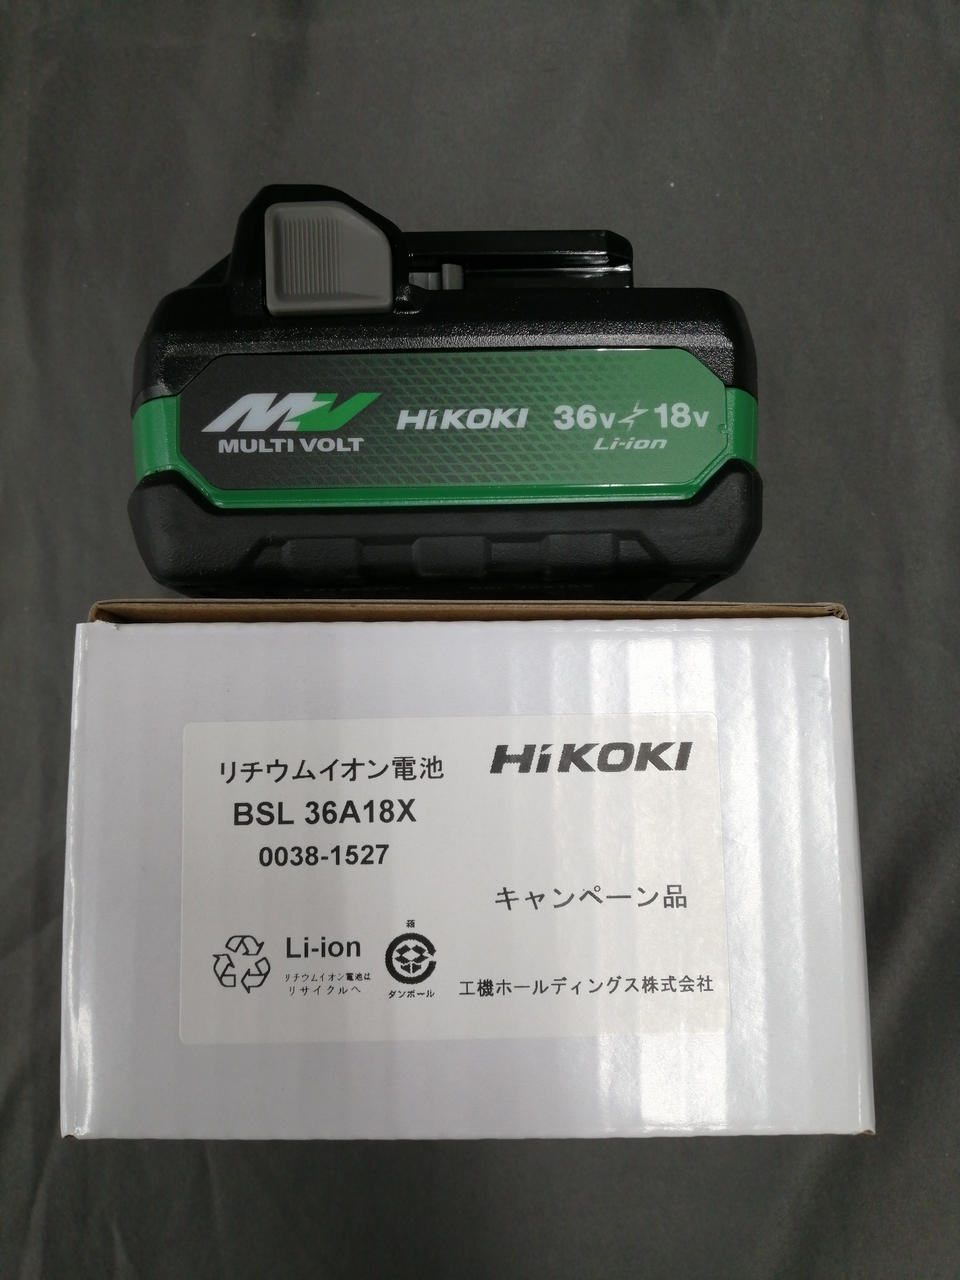 MV
MULTI VOLT
HiKOKI
36V⚡18V
Li-ion
リチウムイオン電池
HiKOKI
BSL 36A18X
0038-1527
キャンペーン品
Li-ion
リチウムイオン電池は
リサイクルへ
箱
ダンボール
工機ホールディングス株式会社